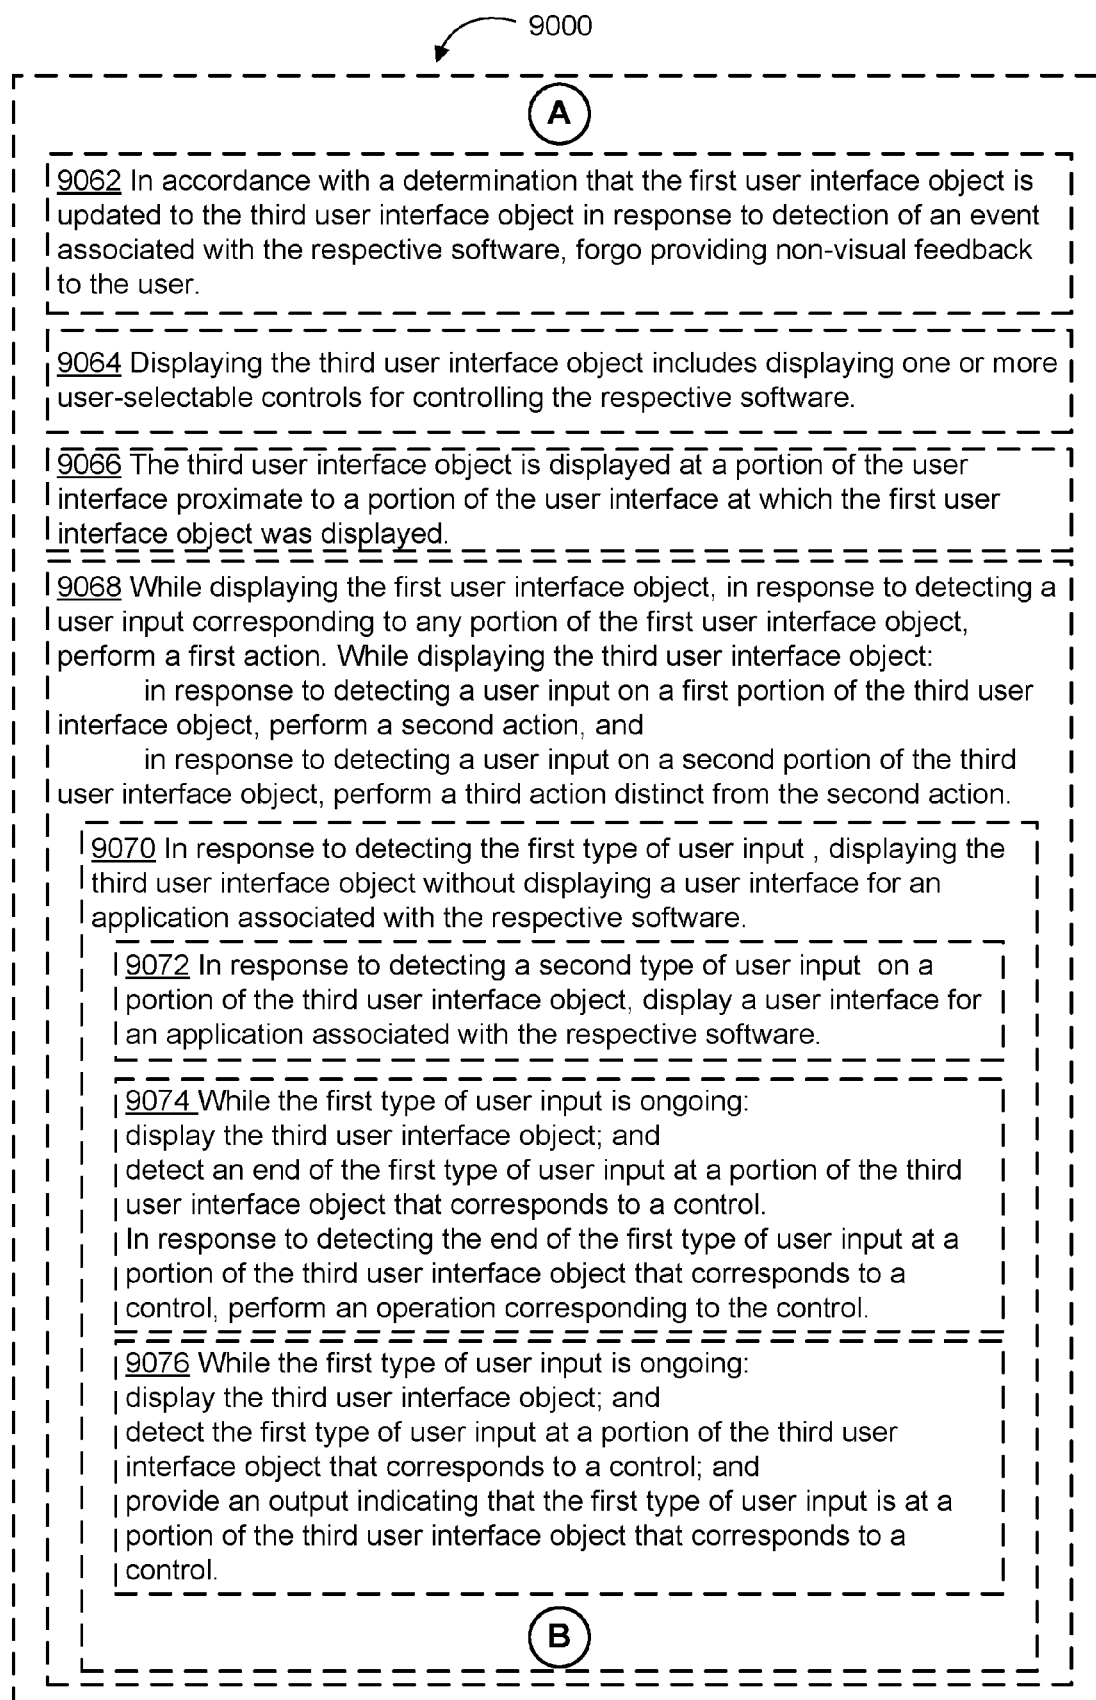 9000
A
9062 In accordance with a determination that the first user interface object is
updated to the third user interface object in response to detection of an event
associated with the respective software, forgo providing non-visual feedback
to the user.
9064 Displaying the third user interface object includes displaying one or more
user-selectable controls for controlling the respective software.
9066 The third user interface object is displayed at a portion of the user
interface proximate to a portion of the user interface at which the first user
interface object was displayed.
9068 While displaying the first user interface object, in response to detecting a
user input corresponding to any portion of the first user interface object,
perform a first action. While displaying the third user interface object:
in response to detecting a user input on a first portion of the third user
interface object, perform a second action, and
in response to detecting a user input on a second portion of the third
user interface object, perform a third action distinct from the second action.
9070 In response to detecting the first type of user input , displaying the
third user interface object without displaying a user interface for an
application associated with the respective software.
9072 In response to detecting a second type of user input on a
portion of the third user interface object, display a user interface for
an application associated with the respective software.
9074 While the first type of user input is ongoing:
display the third user interface object; and
detect an end of the first type of user input at a portion of the third
user interface object that corresponds to a control.
In response to detecting the end of the first type of user input at a
portion of the third user interface object that corresponds to a
control, perform an operation corresponding to the control.
9076 While the first type of user input is ongoing:
display the third user interface object; and
detect the first type of user input at a portion of the third user
interface object that corresponds to a control; and
provide an output indicating that the first type of user input is at a
portion of the third user interface object that corresponds to a
control.
B